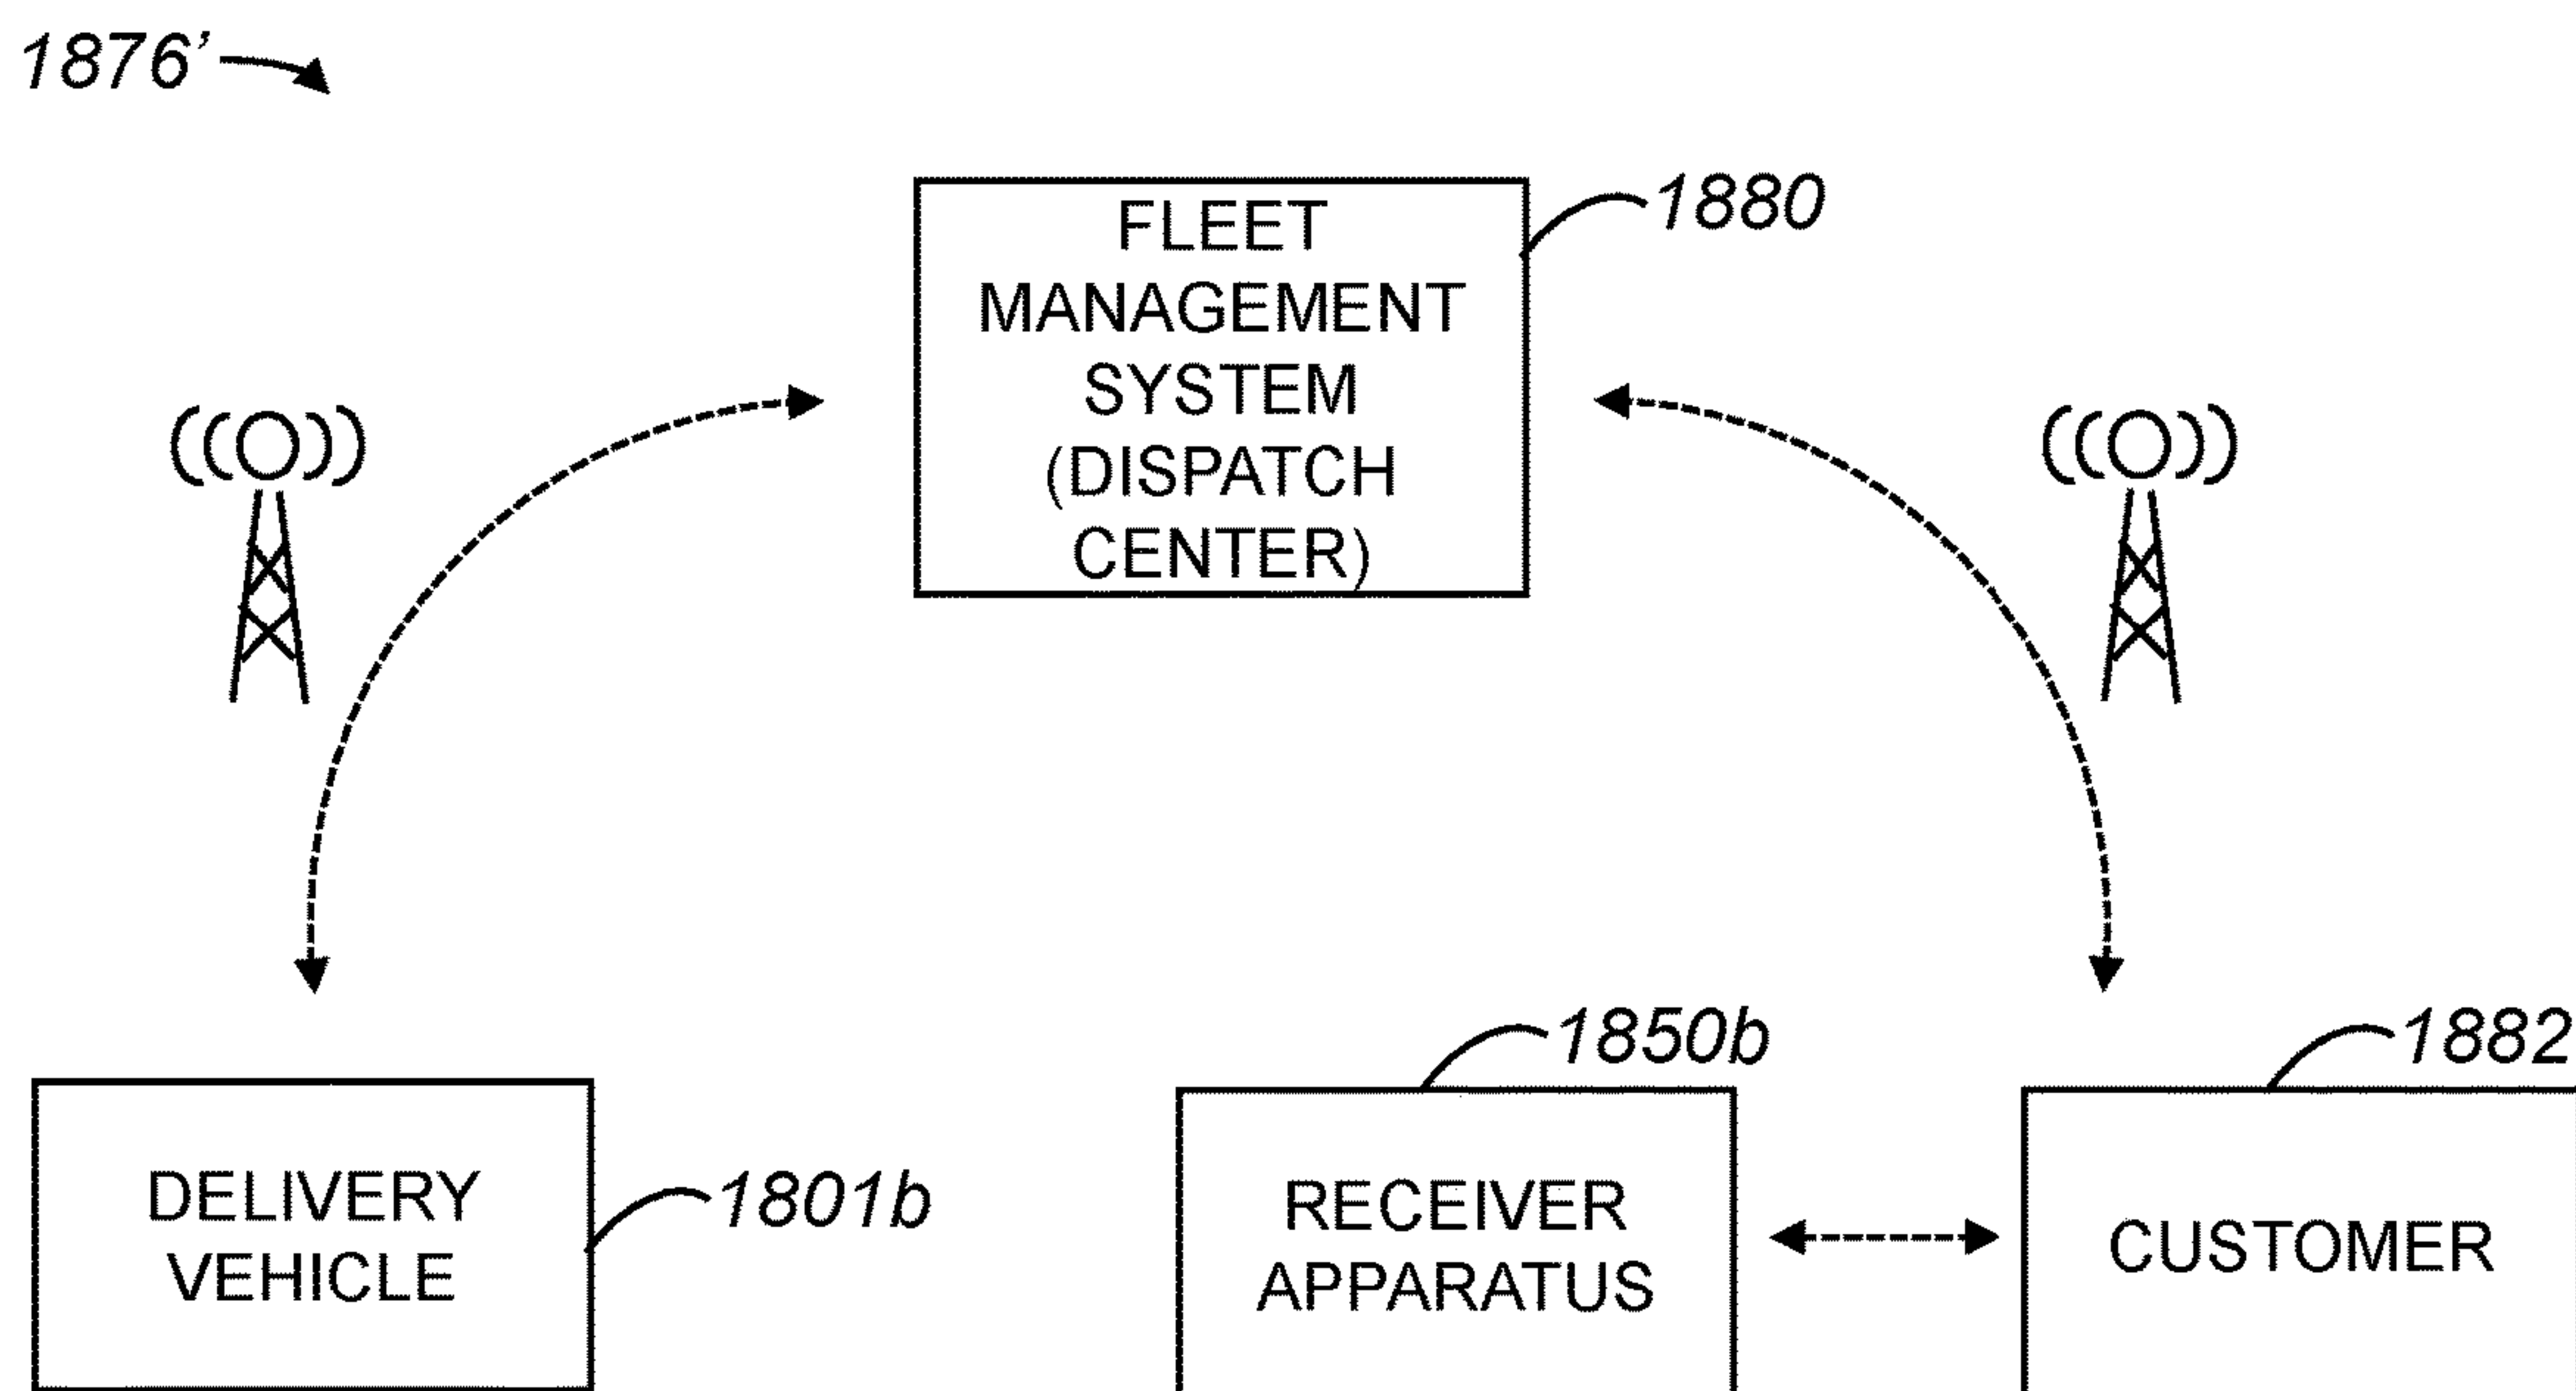 1876’
1880
FLEET
MANAGEMENT
SYSTEM
(DISPATCH
CENTER)
1850b
1882
DELIVERY
VEHICLE
1801b
RECEIVER
APPARATUS
CUSTOMER